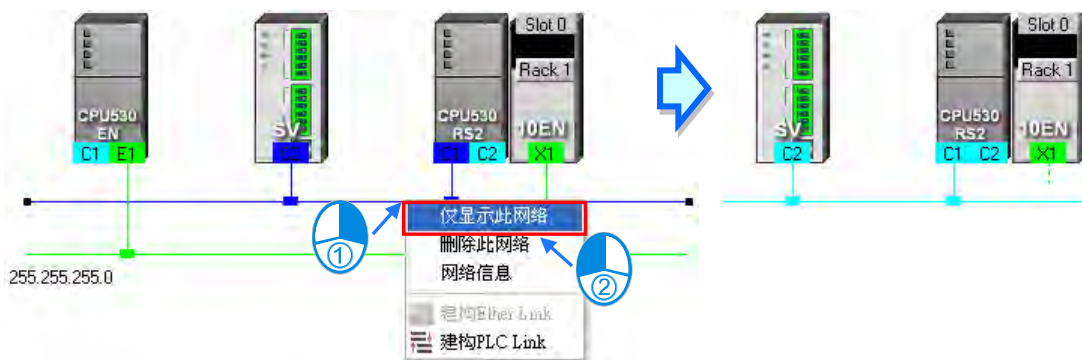 Slot 0
Rack 1
CPU530
EN
C1 E1
SV
C2
CPU530
RS2
C1 C2
10EN
X1
仅显示此网络
删除此网络
网络信息
建构Ether Link
建构PLC Link
①
②
255.255.255.0
Slot 0
Rack 1
SV
C2
CPU530
RS2
C1 C2
10EN
X1